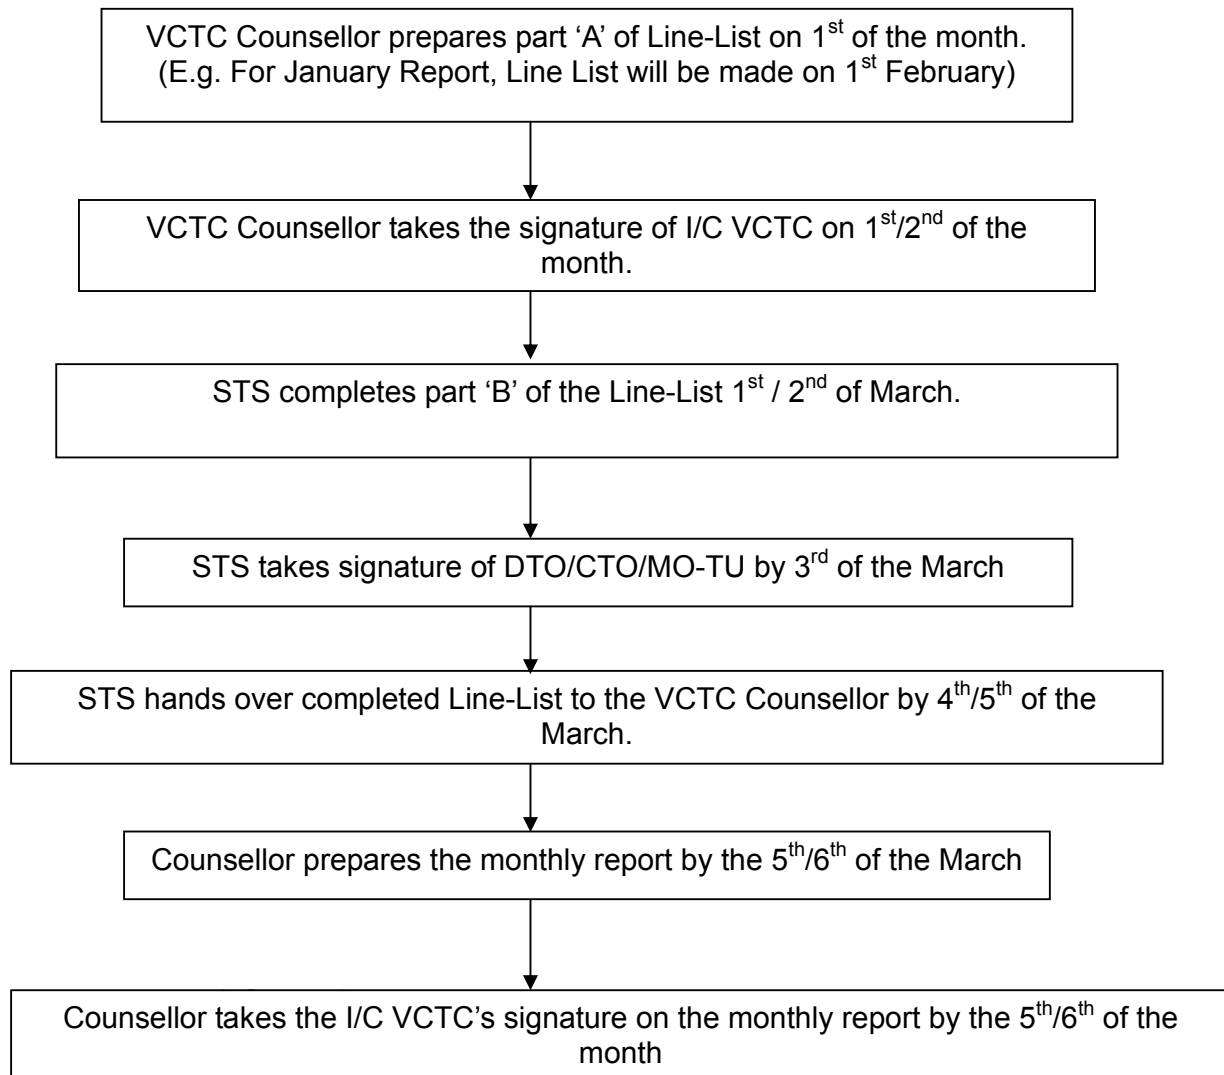 VCTC Counsellor prepares part ‘A’ of Line-List on 1st of the month.
(E.g. For January Report, Line List will be made on 1st February)
VCTC Counsellor takes the signature of I/C VCTC on 1st/2nd of the
month.
STS completes part ‘B’ of the Line-List 1st / 2nd of March.
STS takes signature of DTO/CTO/MO-TU by 3rd of the March
STS hands over completed Line-List to the VCTC Counsellor by 4th/5th of the
March.
Counsellor prepares the monthly report by the 5th/6th of the March
Counsellor takes the I/C VCTC’s signature on the monthly report by the 5th/6th of the
month